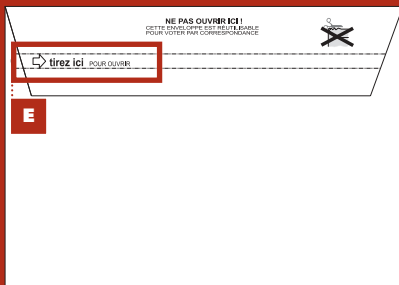 NE PAS OUVRIR ICI !
CETTE ENVELOPPE EST RÉUTILISABLE
POUR VOTER PAR CORRESPONDANCE
tirez ici POUR OUVRIR
E